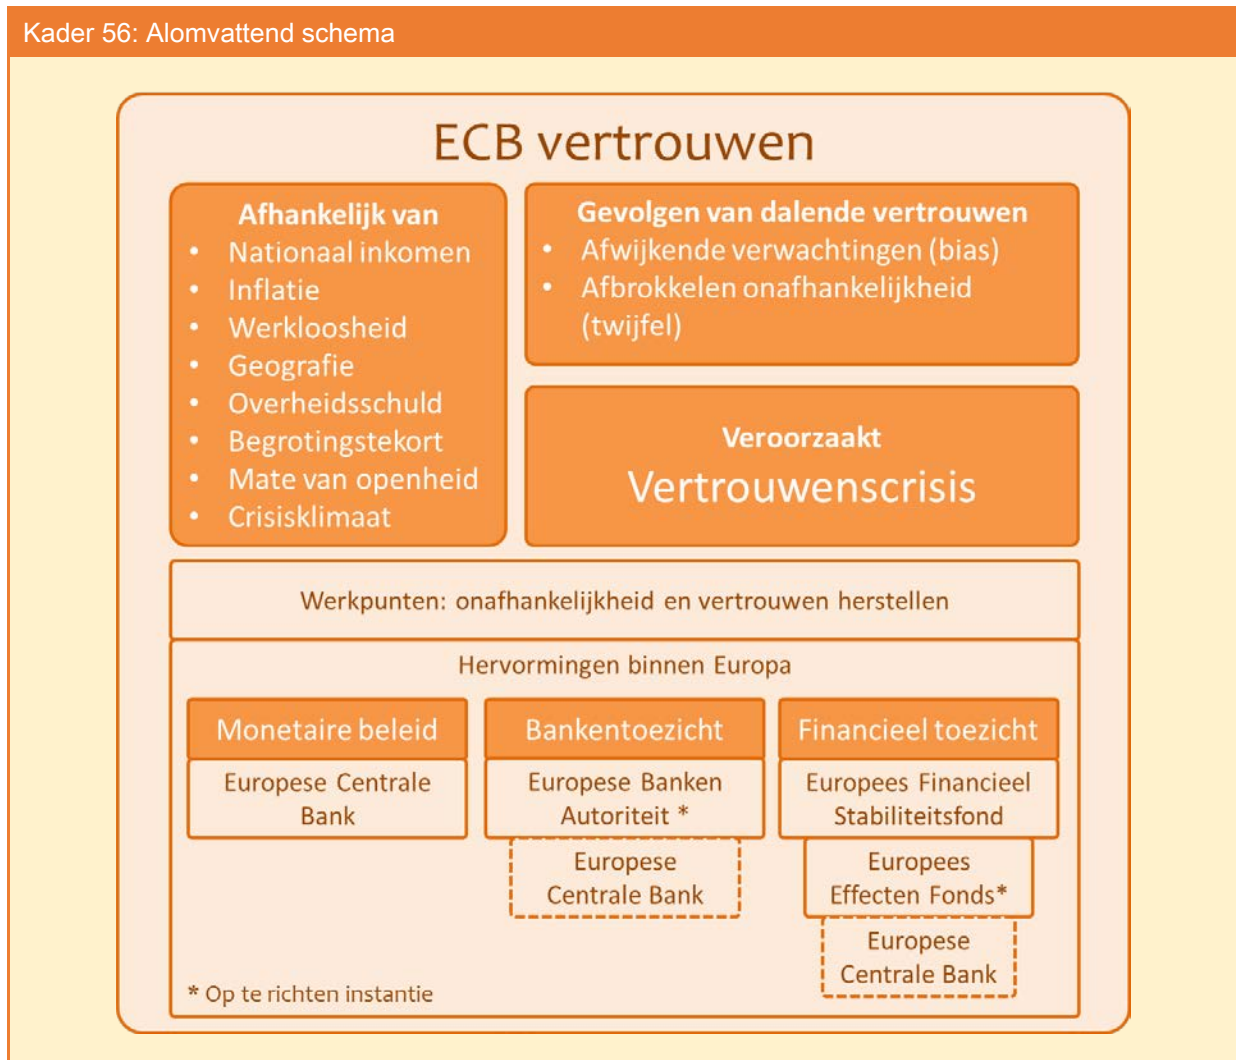 Kader 56: Alomvattend schema
ECB vertrouwen
Afhankelijk van
• Nationaal inkomen
• Inflatie
• Werkloosheid
• Geografie
• Overheidsschuld
• Begrotingstekort
• Mate van openheid
• Crisisklimaat
Gevolgen van dalende vertrouwen
• Afwijkende verwachtingen (bias)
• Afbrokkelen onafhankelijkheid
(twijfel)
Veroorzaakt
Vertrouwenscrisis
Werkpunten: onafhankelijkheid en vertrouwen herstellen
Hervormingen binnen Europa
Monetaire beleid
Europese Centrale
Bank
Bankentoezicht
Europese Banken
Autoriteit *
Europese
Centrale Bank
Financieel toezicht
Europees Financieel
Stabiliteitsfond
Europees
Effecten Fonds*
Europese
Centrale Bank
* Op te richten instantie